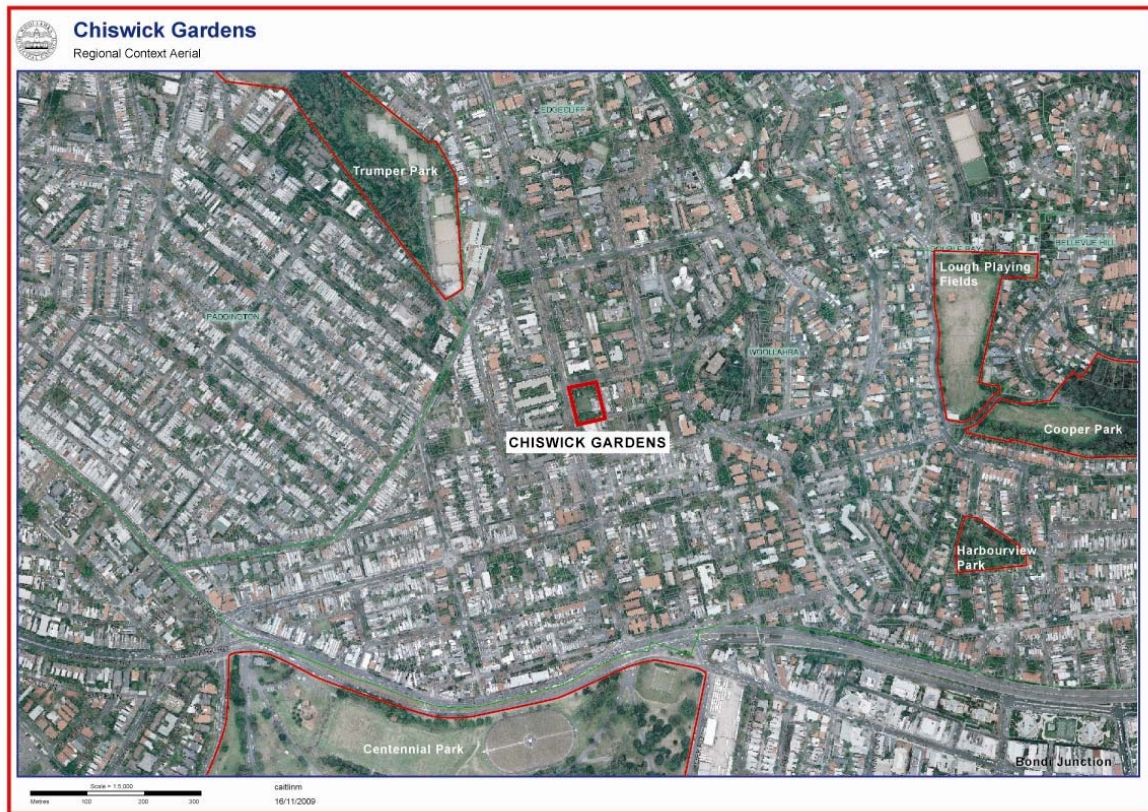 Chiswick Gardens
Regional Context Aerial
EDGECLIFF
Trumper Park
BELLEVUE HILL
Lough Playing
Fields
PADDINGTON
WOOLLAHRA
CHISWICK GARDENS
Cooper Park
Harbourview
Park
Centennial Park
Bondi Junction
Scale = 1:5,000
Metres 100 200 300
caitlinm
16/11/2009